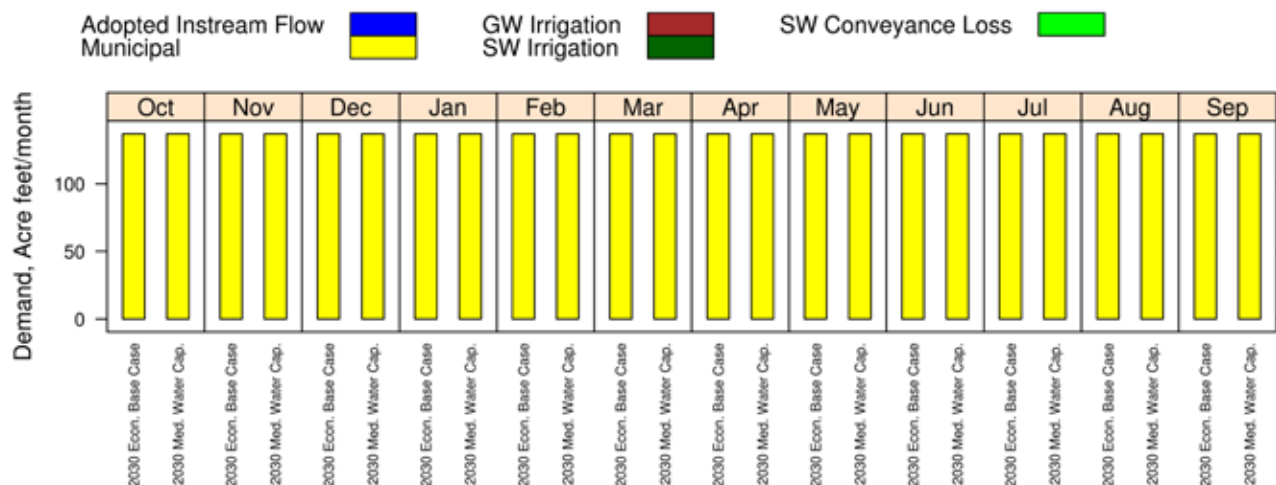 Adopted Instream Flow GW Irrigation SW Conveyance Loss
Municipal SW Irrigation
Oct Nov Dec Jan Feb Mar Apr May Jun Jul Aug Sep
Demand, Acre feet/month
100
50
0
2030 Econ. Base Case
2030 Med. Water Cap.
2030 Econ. Base Case
2030 Med. Water Cap.
2030 Econ. Base Case
2030 Med. Water Cap.
2030 Econ. Base Case
2030 Med. Water Cap.
2030 Econ. Base Case
2030 Med. Water Cap.
2030 Econ. Base Case
2030 Med. Water Cap.
2030 Econ. Base Case
2030 Med. Water Cap.
2030 Econ. Base Case
2030 Med. Water Cap.
2030 Econ. Base Case
2030 Med. Water Cap.
2030 Econ. Base Case
2030 Med. Water Cap.
2030 Econ. Base Case
2030 Med. Water Cap.
2030 Econ. Base Case
2030 Med. Water Cap.